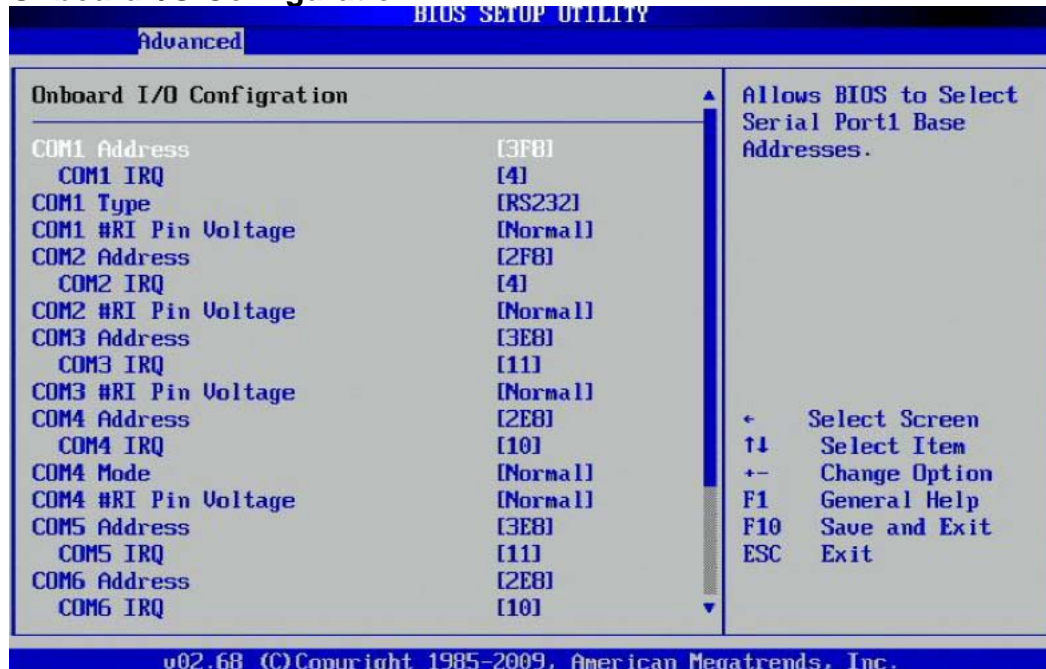 BIOS SETUP UTILITY
Advanced
Onboard I/O Configration
COM1 Address [3F8]
COM1 IRQ [4]
COM1 Type [RS232]
COM1 #RI Pin Voltage [Normal]
COM2 Address [2F8]
COM2 IRQ [4]
COM2 #RI Pin Voltage [Normal]
COM3 Address [3E8]
COM3 IRQ [11]
COM3 #RI Pin Voltage [Normal]
COM4 Address [2E8]
COM4 IRQ [10]
COM4 Mode [Normal]
COM4 #RI Pin Voltage [Normal]
COM5 Address [3E8]
COM5 IRQ [11]
COM6 Address [2E8]
COM6 IRQ [10]
Allows BIOS to Select
Serial Port1 Base
Addresses.
← Select Screen
↑↓ Select Item
+- Change Option
F1 General Help
F10 Save and Exit
ESC Exit
v02.68 (C)Copyright 1985-2009, American Megatrends, Inc.